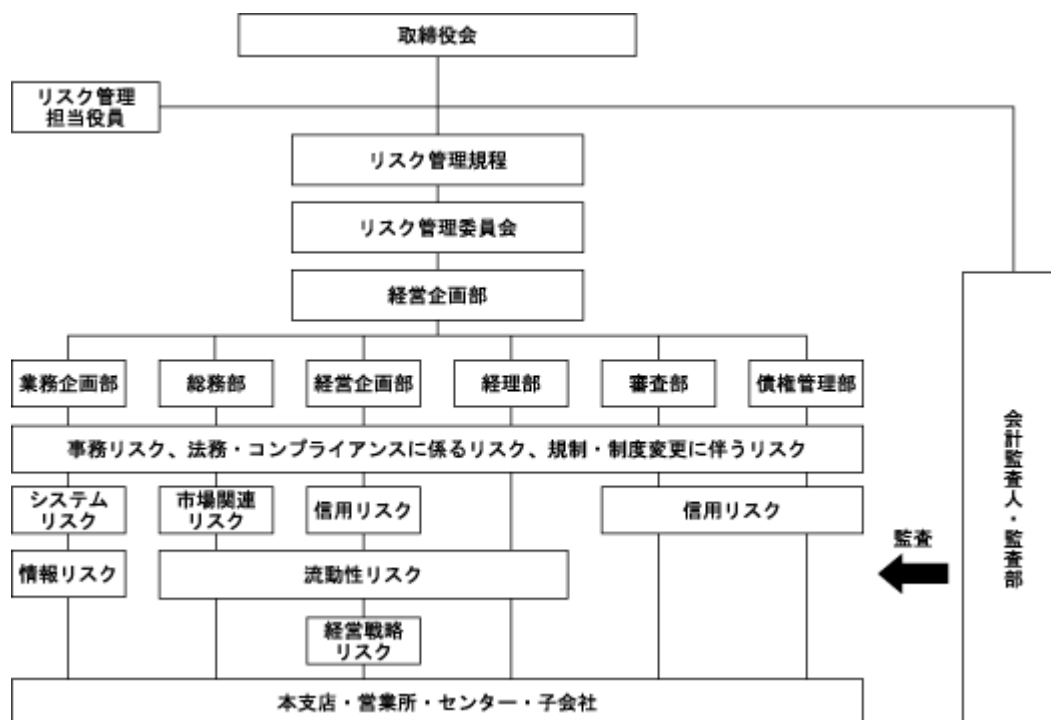 取締役会
リスク管理
担当役員
リスク管理規程
リスク管理委員会
経営企画部
業務企画部
総務部
経営企画部
経理部
審査部
債権管理部
事務リスク、法務・コンプライアンスに係るリスク、規制・制度変更に伴うリスク
システム
リスク
市場関連
リスク
信用リスク
信用リスク
情報リスク
流動性リスク
経営戦略
リスク
本支店・営業所・センター・子会社
監査
会計監査人・監査部